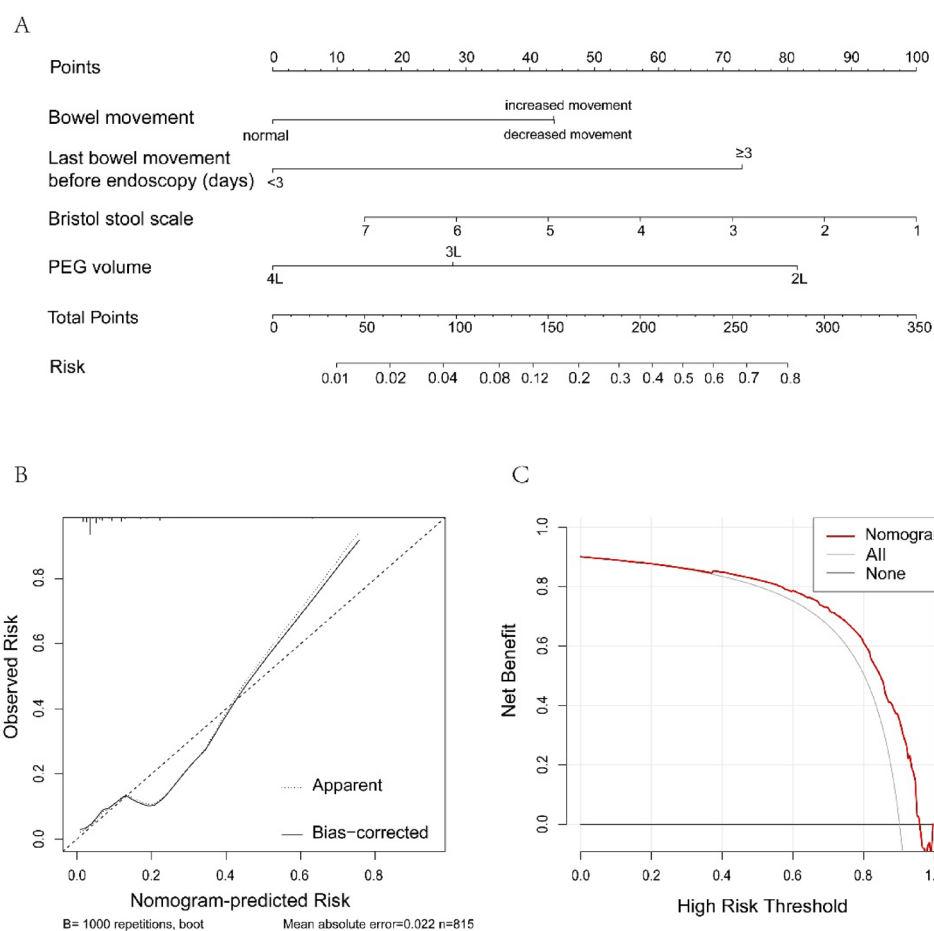 A
Points
0 10 20 30 40 50 60 70 80 90 100
Bowel movement
increased movement
normal
decreased movement
Last bowel movement
before endoscopy (days)
≥3
<3
Bristol stool scale
7 6 5 4 3 2 1
PEG volume
3L
4L 2L
Total Points
0 50 100 150 200 250 300 350
Risk
0.01 0.02 0.04 0.08 0.12 0.2 0.3 0.4 0.5 0.6 0.7 0.8
B
Observed Risk
0.0 0.2 0.4 0.6 0.8
Apparent
Bias-corrected
0.0 0.2 0.4 0.6 0.8
Nomogram-predicted Risk
B= 1000 repetitions, boot
Mean absolute error=0.022 n=815
C
Net Benefit
0.0 0.2 0.4 0.6 0.8 1.0
Nomogra
All
None
0.0 0.2 0.4 0.6 0.8 1.
High Risk Threshold